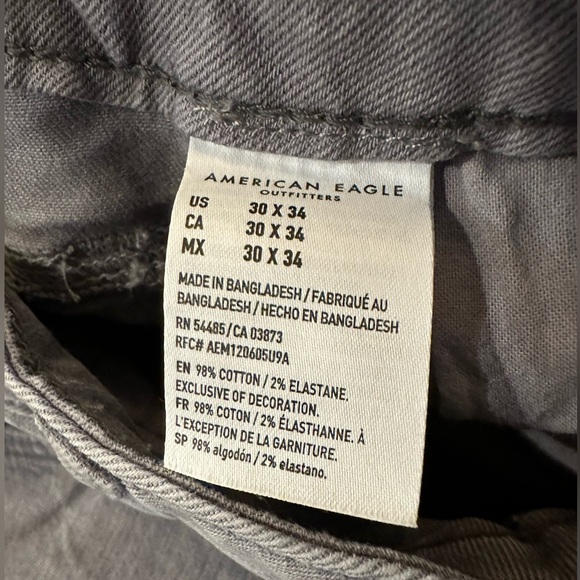 AMERICAN EAGLE
OUTFITTERS
US 30 X 34
CA 30 X 34
MX 30 X 34
MADE IN BANGLADESH / FABRIQUÉ AU
BANGLADESH / HECHO EN BANGLADESH
RN 54485 / CA 03873
RFC# AEM120605U9A
EN 98% COTTON / 2% ELASTANE,
EXCLUSIVE OF DECORATION.
FR 98% COTON / 2% ÉLASTHANNE. À
L'EXCEPTION DE LA GARNITURE.
SP 98% algodón / 2% elastano.